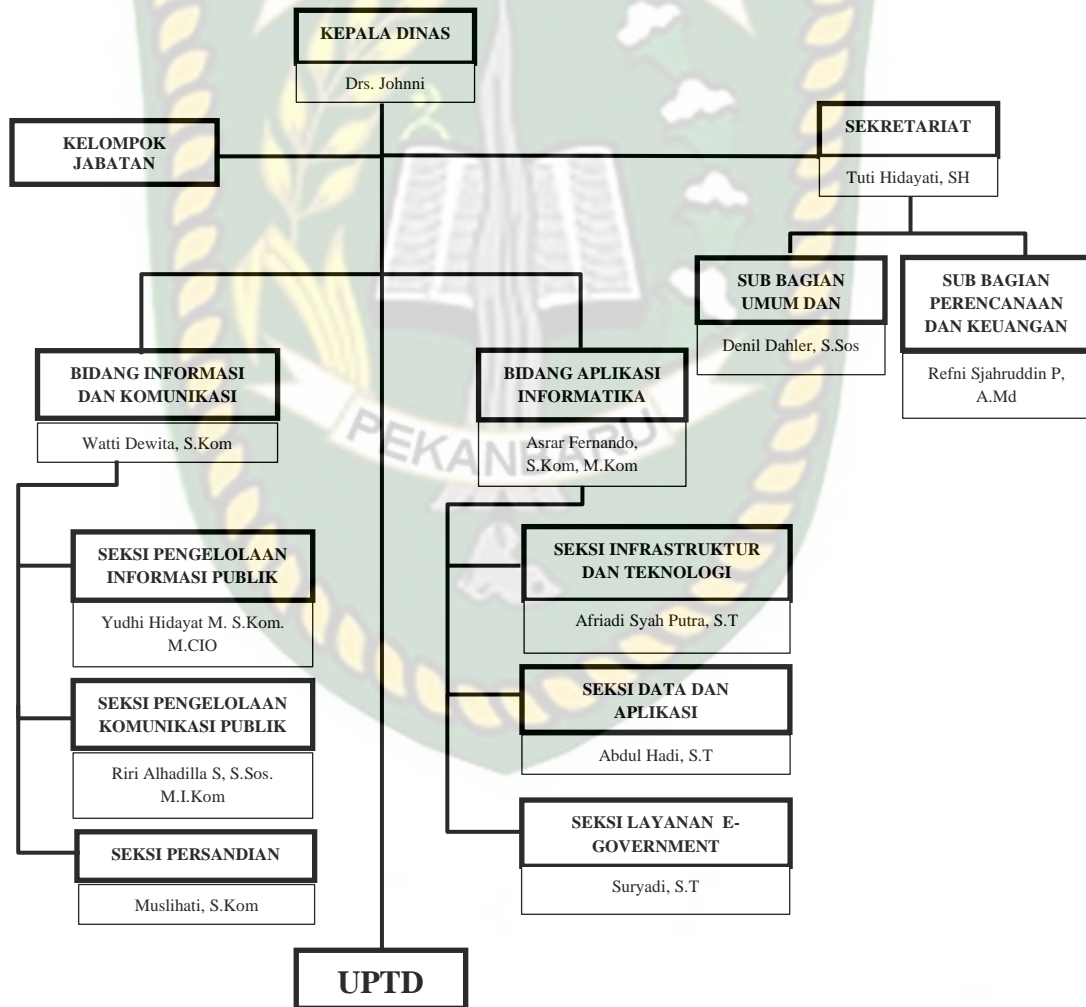 KEPALA DINAS
Drs. Johnni
KELOMPOK
JABATAN
SEKRETARIAT
Tuti Hidayati, SH
SUB BAGIAN
UMUM DAN
Denil Dahler, S.Sos
SUB BAGIAN
PERENCANAAN
DAN KEUANGAN
Refni Sjahruddin P,
A.Md
BIDANG INFORMASI
DAN KOMUNIKASI
Watti Dewita, S.Kom
BIDANG APLIKASI
INFORMATIKA
Asrar Fernando,
S.Kom, M.Kom
PEKANBARU
SEKSI PENGELOLAAN
INFORMASI PUBLIK
Yudhi Hidayat M. S.Kom.
M.CIO
SEKSI PENGELOLAAN
KOMUNIKASI PUBLIK
Riri Alhadilla S, S.Sos.
M.I.Kom
SEKSI PERSANDIAN
Muslihati, S.Kom
SEKSI INFRASTRUKTUR
DAN TEKNOLOGI
Afriadi Syah Putra, S.T
SEKSI DATA DAN
APLIKASI
Abdul Hadi, S.T
SEKSI LAYANAN E-
GOVERNMENT
Suryadi, S.T
UPTD